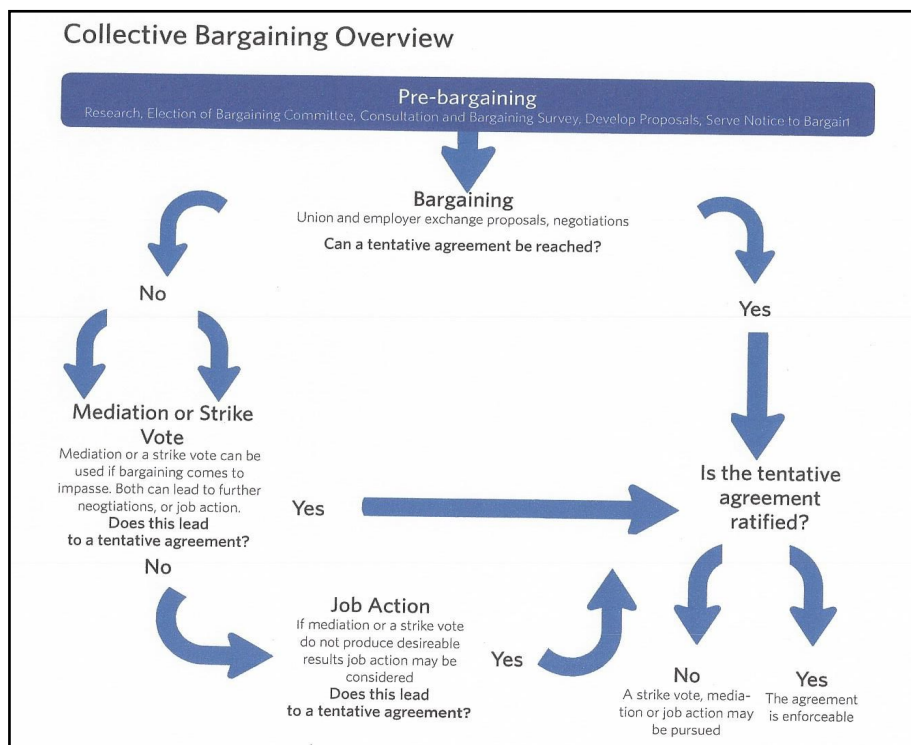 Collective Bargaining Overview
Pre-bargaining
Research, Election of Bargaining Committee, Consultation and Bargaining Survey, Develop Proposals, Serve Notice to Bargain
Bargaining
Union and employer exchange proposals, negotiations
Can a tentative agreement be reached?
No
Yes
Mediation or Strike
Vote
Mediation or a strike vote can be
used if bargaining comes to
impasse. Both can lead to further
neogtiations, or job action.
Does this lead
to a tentative agreement?
Yes
No
Is the tentative
agreement
ratified?
Job Action
If mediation or a strike vote
do not produce desireable
results job action may be
considered
Does this lead
to a tentative agreement?
Yes
No
A strike vote, media-
tion or job action may
be pursued
Yes
The agreement
is enforceable